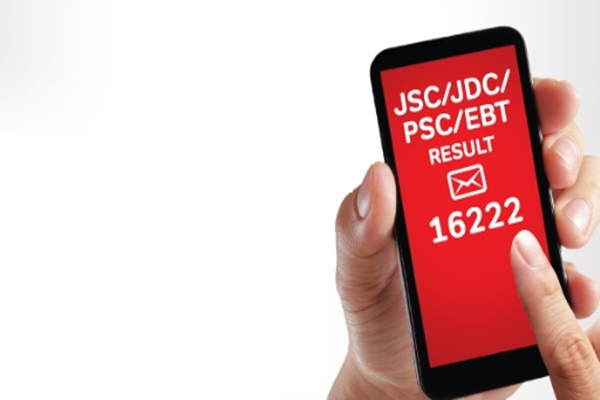 JSC/JDC/
PSC/EBT
RESULT
16222